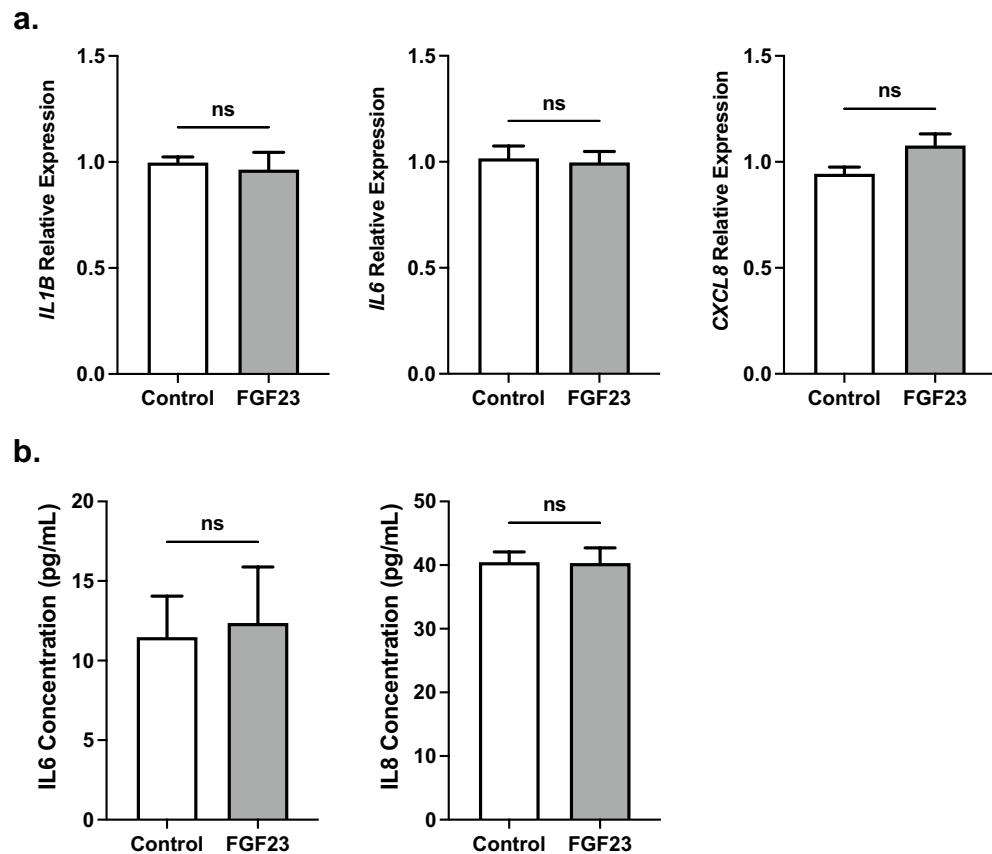 a.
IL1B Relative Expression
1.5
1.0
0.5
0.0
ns
Control FGF23
IL6 Relative Expression
1.5
1.0
0.5
0.0
ns
Control FGF23
CXCL8 Relative Expression
1.5
1.0
0.5
0.0
ns
Control FGF23
b.
IL6 Concentration (pg/mL)
20
15
10
5
0
ns
Control FGF23
IL8 Concentration (pg/mL)
50
40
30
20
10
0
ns
Control FGF23